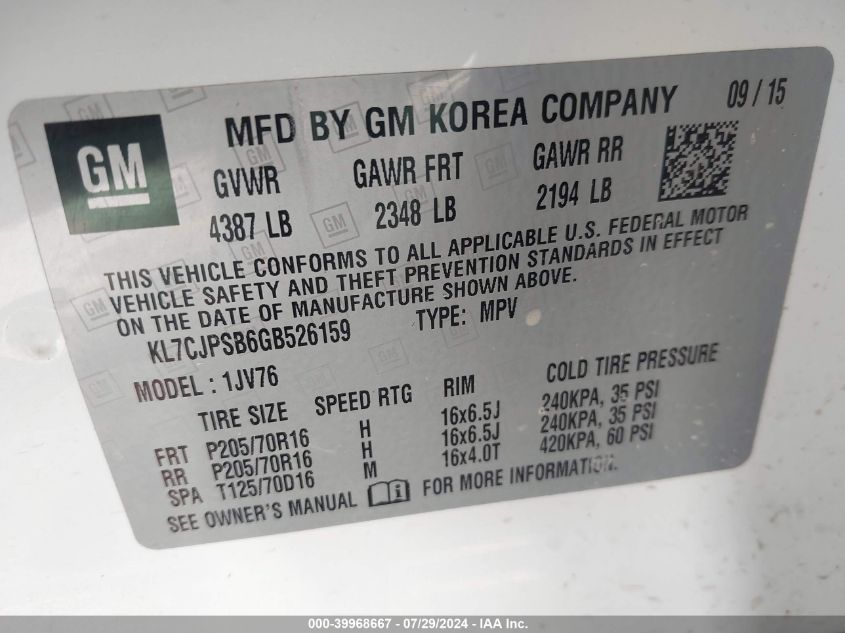 GM
MFD BY GM KOREA COMPANY 09 / 15
GVWR GAWR FRT GAWR RR
4387 LB 2348 LB 2194 LB
THIS VEHICLE CONFORMS TO ALL APPLICABLE U.S. FEDERAL MOTOR
VEHICLE SAFETY AND THEFT PREVENTION STANDARDS IN EFFECT
ON THE DATE OF MANUFACTURE SHOWN ABOVE.
KL7CJPSB6GB526159 TYPE: MPV
MODEL : 1JV76
TIRE SIZE SPEED RTG RIM COLD TIRE PRESSURE
FRT P205/70R16 H 16x6.5J 240KPA, 35 PSI
RR P205/70R16 H 16x6.5J 240KPA, 35 PSI
SPA T125/70D16 M 16x4.0T 420KPA, 60 PSI
SEE OWNER'S MANUAL FOR MORE INFORMATION.
000-39968667 - 07/29/2024 - IAA Inc.